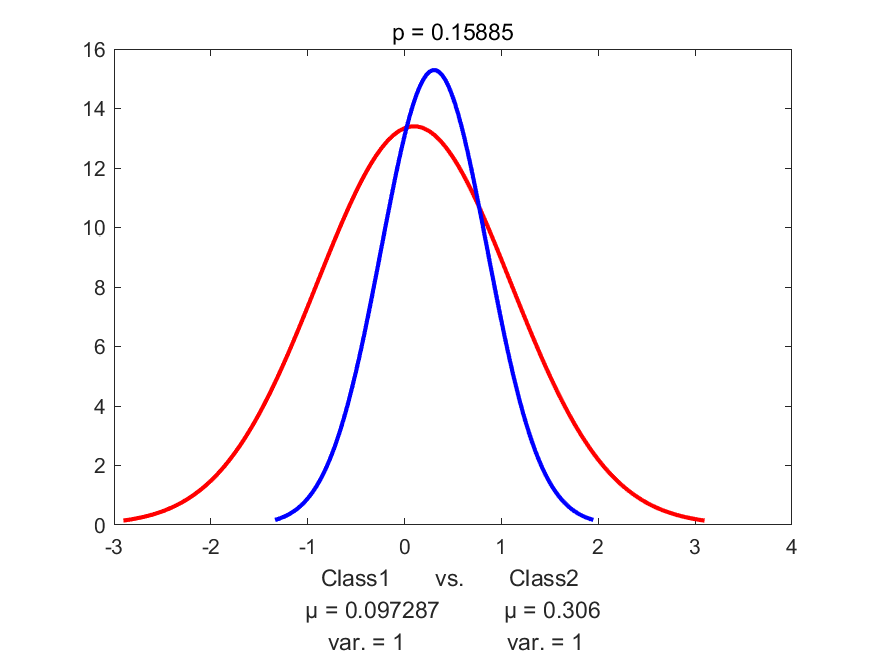 p = 0.15885
16
14
12
10
8
6
4
2
0
-3 -2 -1 0 1 2 3 4
Class1 vs. Class2
μ = 0.097287 μ = 0.306
var. = 1 var. = 1